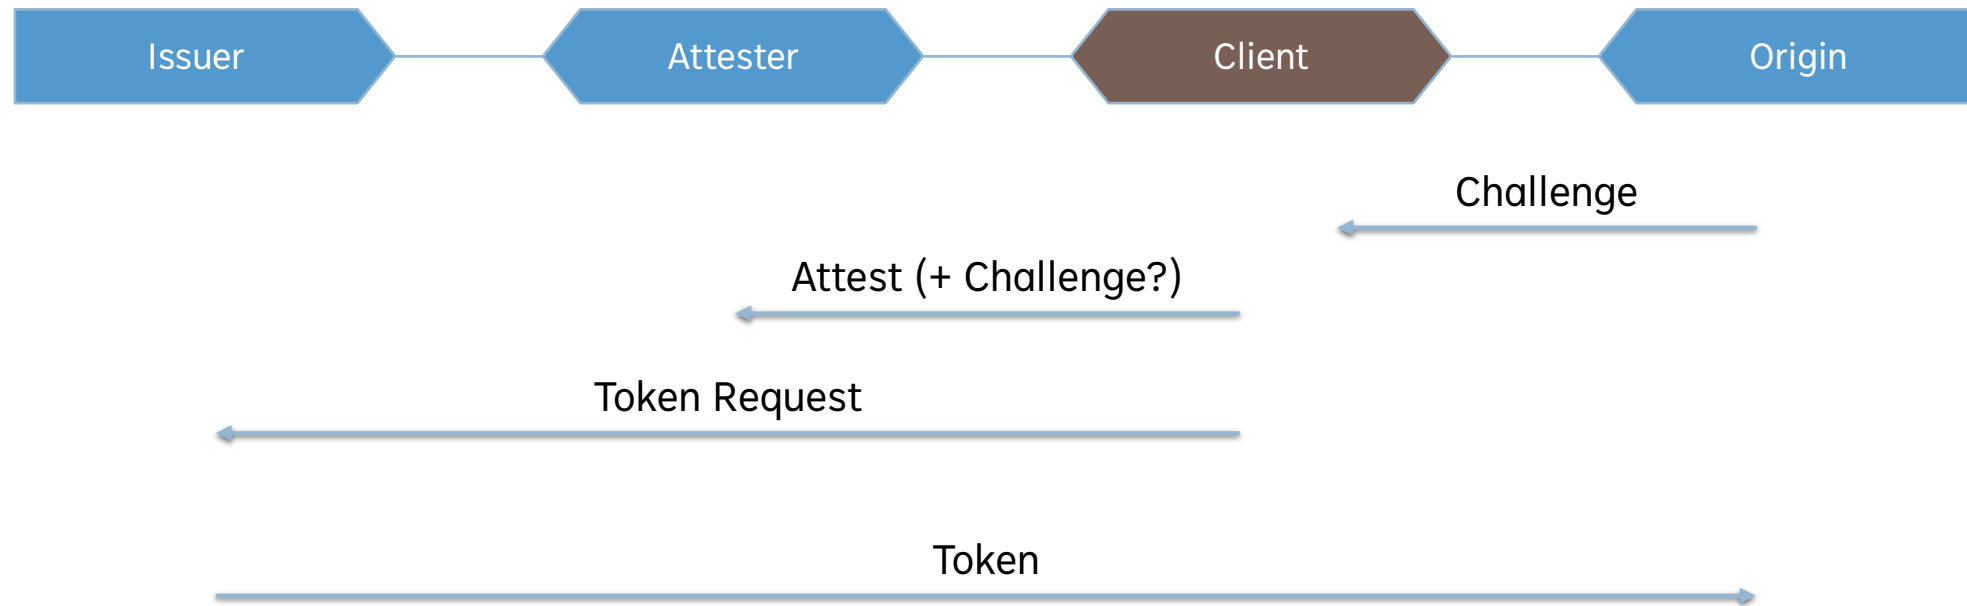 Issuer
Attester
Client
Origin
Challenge
Attest (+ Challenge?)
Token Request
Token